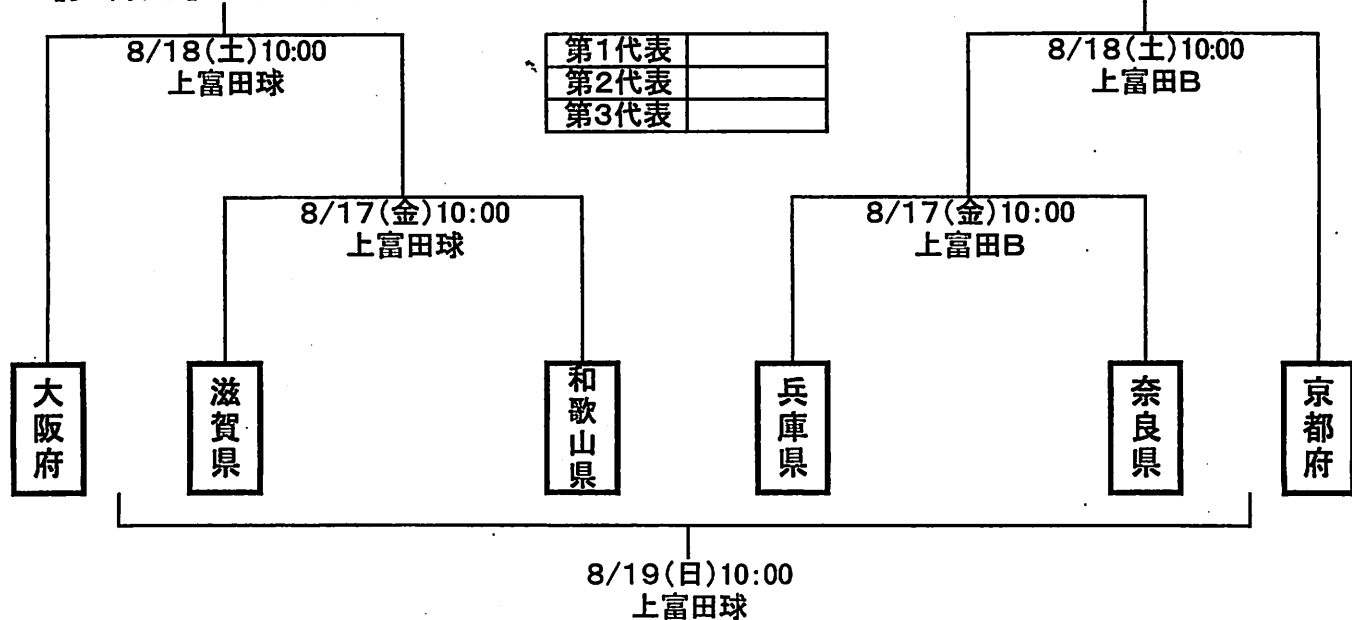 8/18(土)10:00
上富田球
第1代表
第2代表
第3代表
8/18(土)10:00
上富田B
8/17(金)10:00
上富田球
8/17(金)10:00
上富田B
大阪府
滋賀県
和歌山県
兵庫県
奈良県
京都府
8/19(日)10:00
上富田球